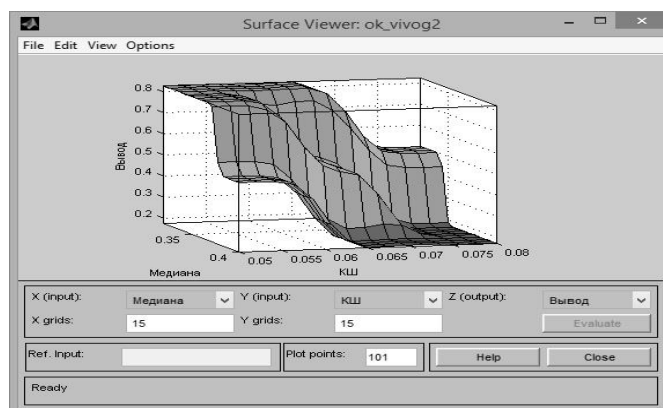 Surface Viewer: ok_vivog2
File Edit View Options
0.8
0.7
0.6
0.5
0.4
0.3
0.2
Вывод
0.35
0.4
Медиана
0.05 0.055 0.06 0.065 0.07 0.075 0.08
КШ
X (input): Медиана Y (input): КШ Z (output): Вывод
X grids: 15 Y grids: 15 Evaluate
Ref. Input: Plot points: 101 Help Close
Ready